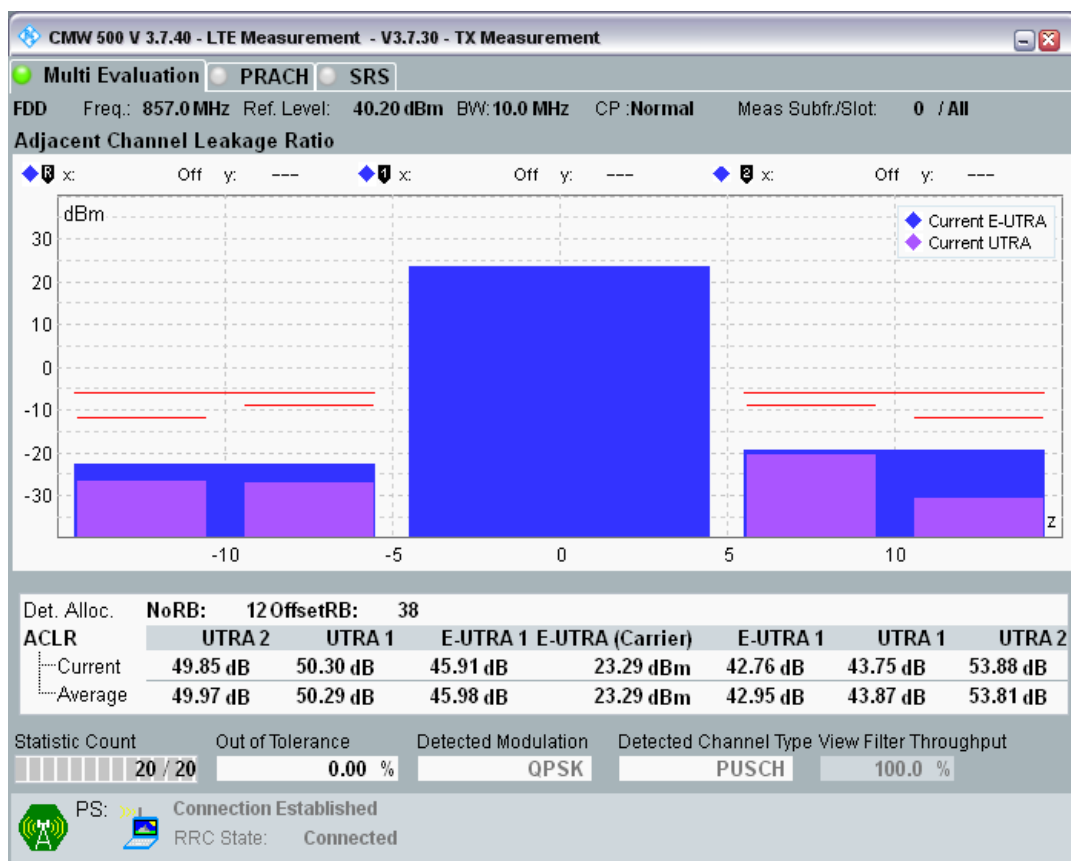 CMW 500 V 3.7.40 - LTE Measurement - V3.7.30 - TX Measurement
Multi Evaluation PRACH SRS
FDD Freq.: 857.0 MHz Ref. Level: 40.20 dBm BW: 10.0 MHz CP :Normal Meas Subfr./Slot: 0 / All
Adjacent Channel Leakage Ratio
R x: Off y: --- 1 x: Off y: --- 2 x: Off y: ---
dBm
Current E-UTRA
Current UTRA
30
20
10
0
-10
-20
-30
z
-10 -5 0 5 10
Det. Alloc. NoRB: 12 OffsetRB: 38
ACLR UTRA 2 UTRA 1 E-UTRA 1 E-UTRA (Carrier) E-UTRA 1 UTRA 1 UTRA 2
Current 49.85 dB 50.30 dB 45.91 dB 23.29 dBm 42.76 dB 43.75 dB 53.88 dB
Average 49.97 dB 50.29 dB 45.98 dB 23.29 dBm 42.95 dB 43.87 dB 53.81 dB
Statistic Count Out of Tolerance Detected Modulation Detected Channel Type View Filter Throughput
20 / 20 0.00 % QPSK PUSCH 100.0 %
PS: Connection Established
RRC State: Connected